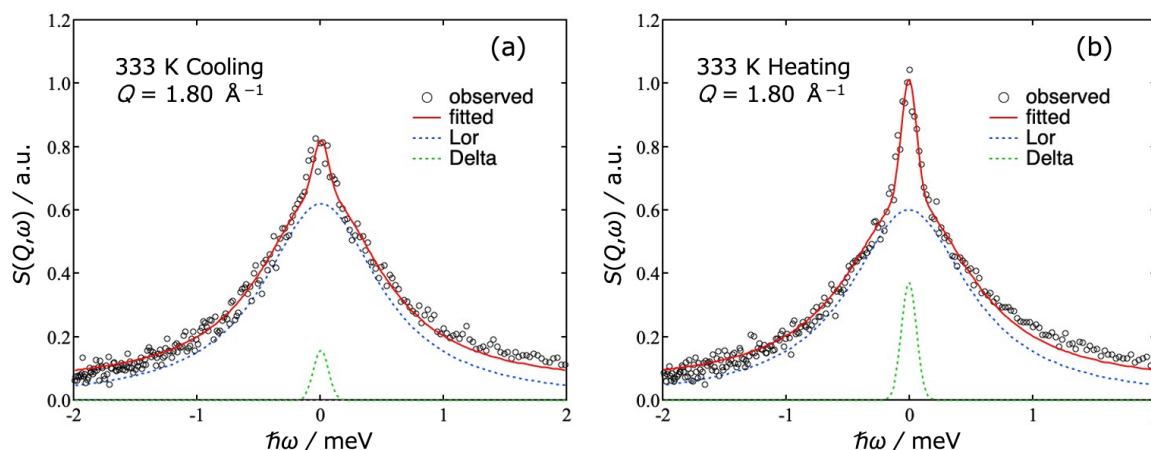 (a)
333 K Cooling
Q = 1.80 Å⁻¹
observed
fitted
Lor
Delta
S(Q,ω) / a.u.
1.2
1.0
0.8
0.6
0.4
0.2
0.0
-2
-1
0
1
2
ħω / meV
(b)
333 K Heating
Q = 1.80 Å⁻¹
observed
fitted
Lor
Delta
S(Q,ω) / a.u.
1.2
1.0
0.8
0.6
0.4
0.2
0.0
-2
-1
0
1
ħω / meV